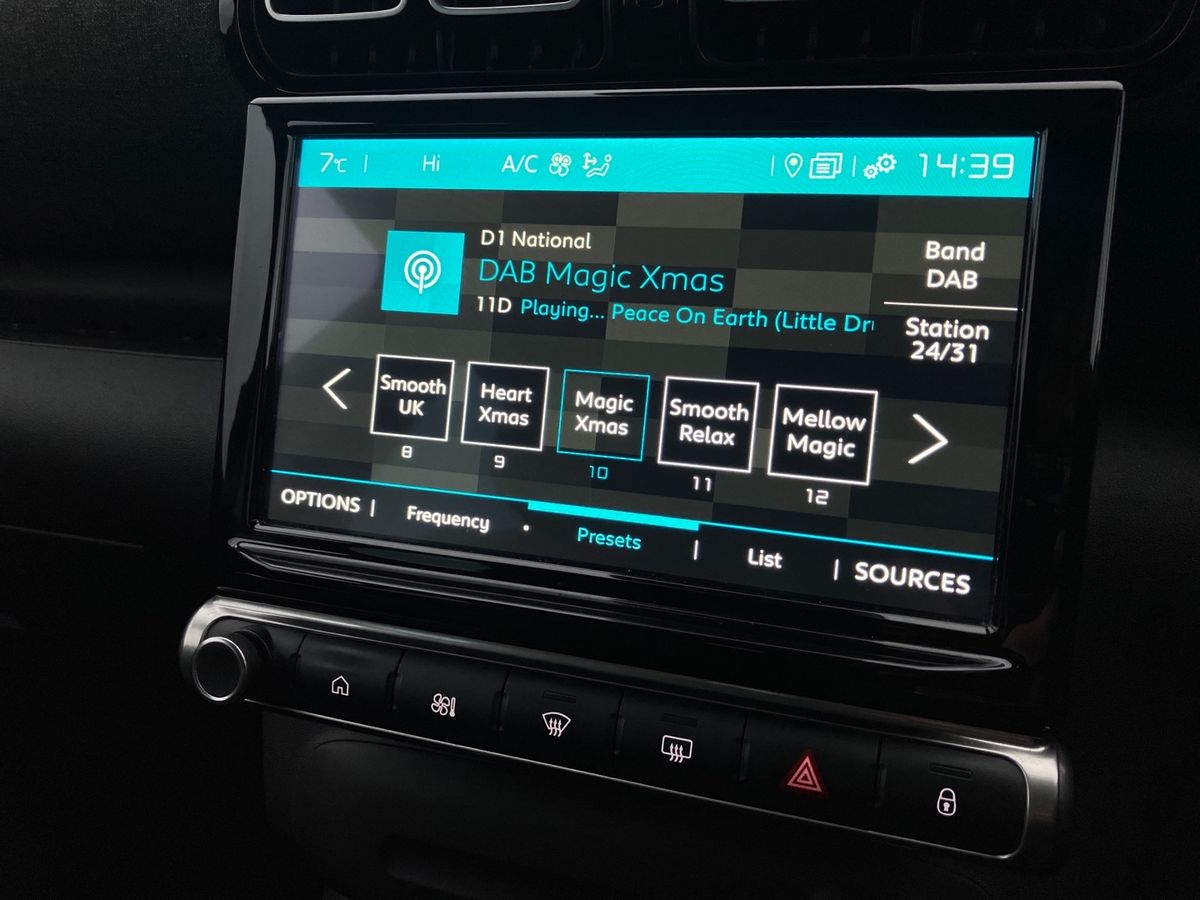 7°C | Hi A/C | | 14:39
D1 National
DAB Magic Xmas
11D Playing... Peace On Earth (Little Dr
Band
DAB
Station
24/31
Smooth
UK
8
Heart
Xmas
9
Magic
Xmas
10
Smooth
Relax
11
Mellow
Magic
12
OPTIONS | Frequency • Presets | List | SOURCES